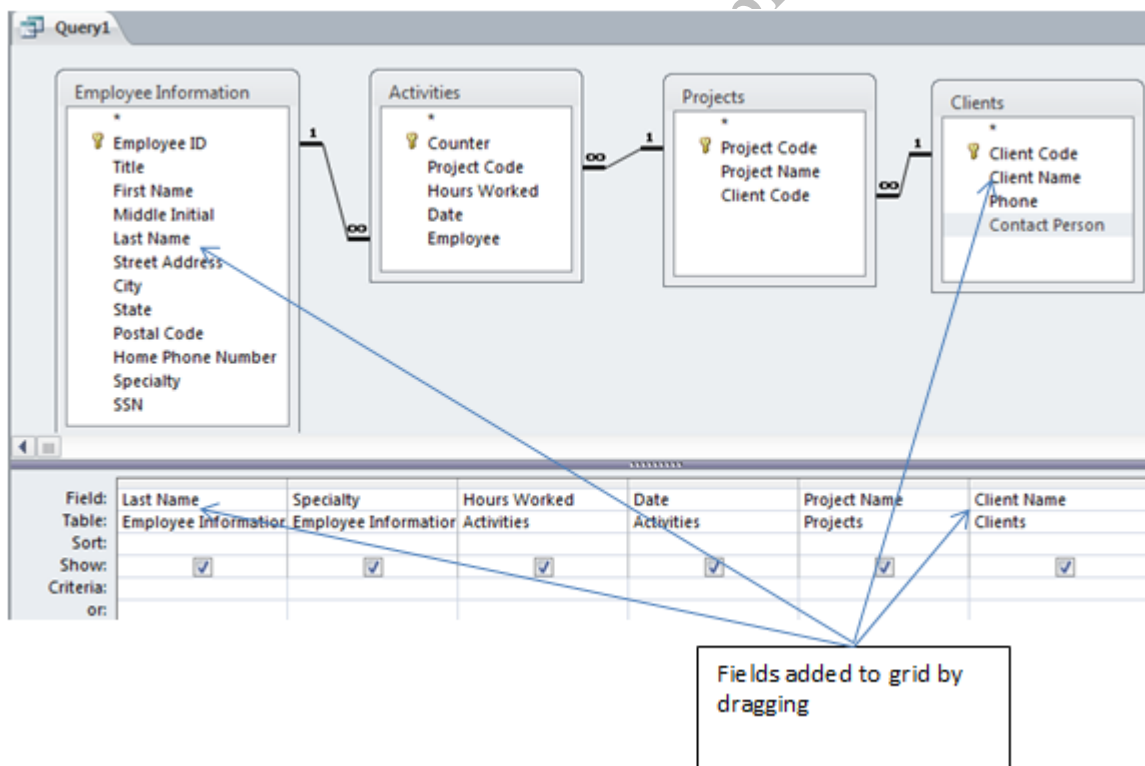 Query1
Employee Information
*
Employee ID
Title
First Name
Middle Initial
Last Name
Street Address
City
State
Postal Code
Home Phone Number
Specialty
SSN
1
∞
Activities
*
Counter
Project Code
Hours Worked
Date
Employee
∞
1
Projects
*
Project Code
Project Name
Client Code
∞
1
Clients
*
Client Code
Client Name
Phone
Contact Person
Field: Last Name Specialty Hours Worked Date Project Name Client Name
Table: Employee Information Employee Information Activities Activities Projects Clients
Sort:
Show:
Criteria:
or:
Fields added to grid by
dragging